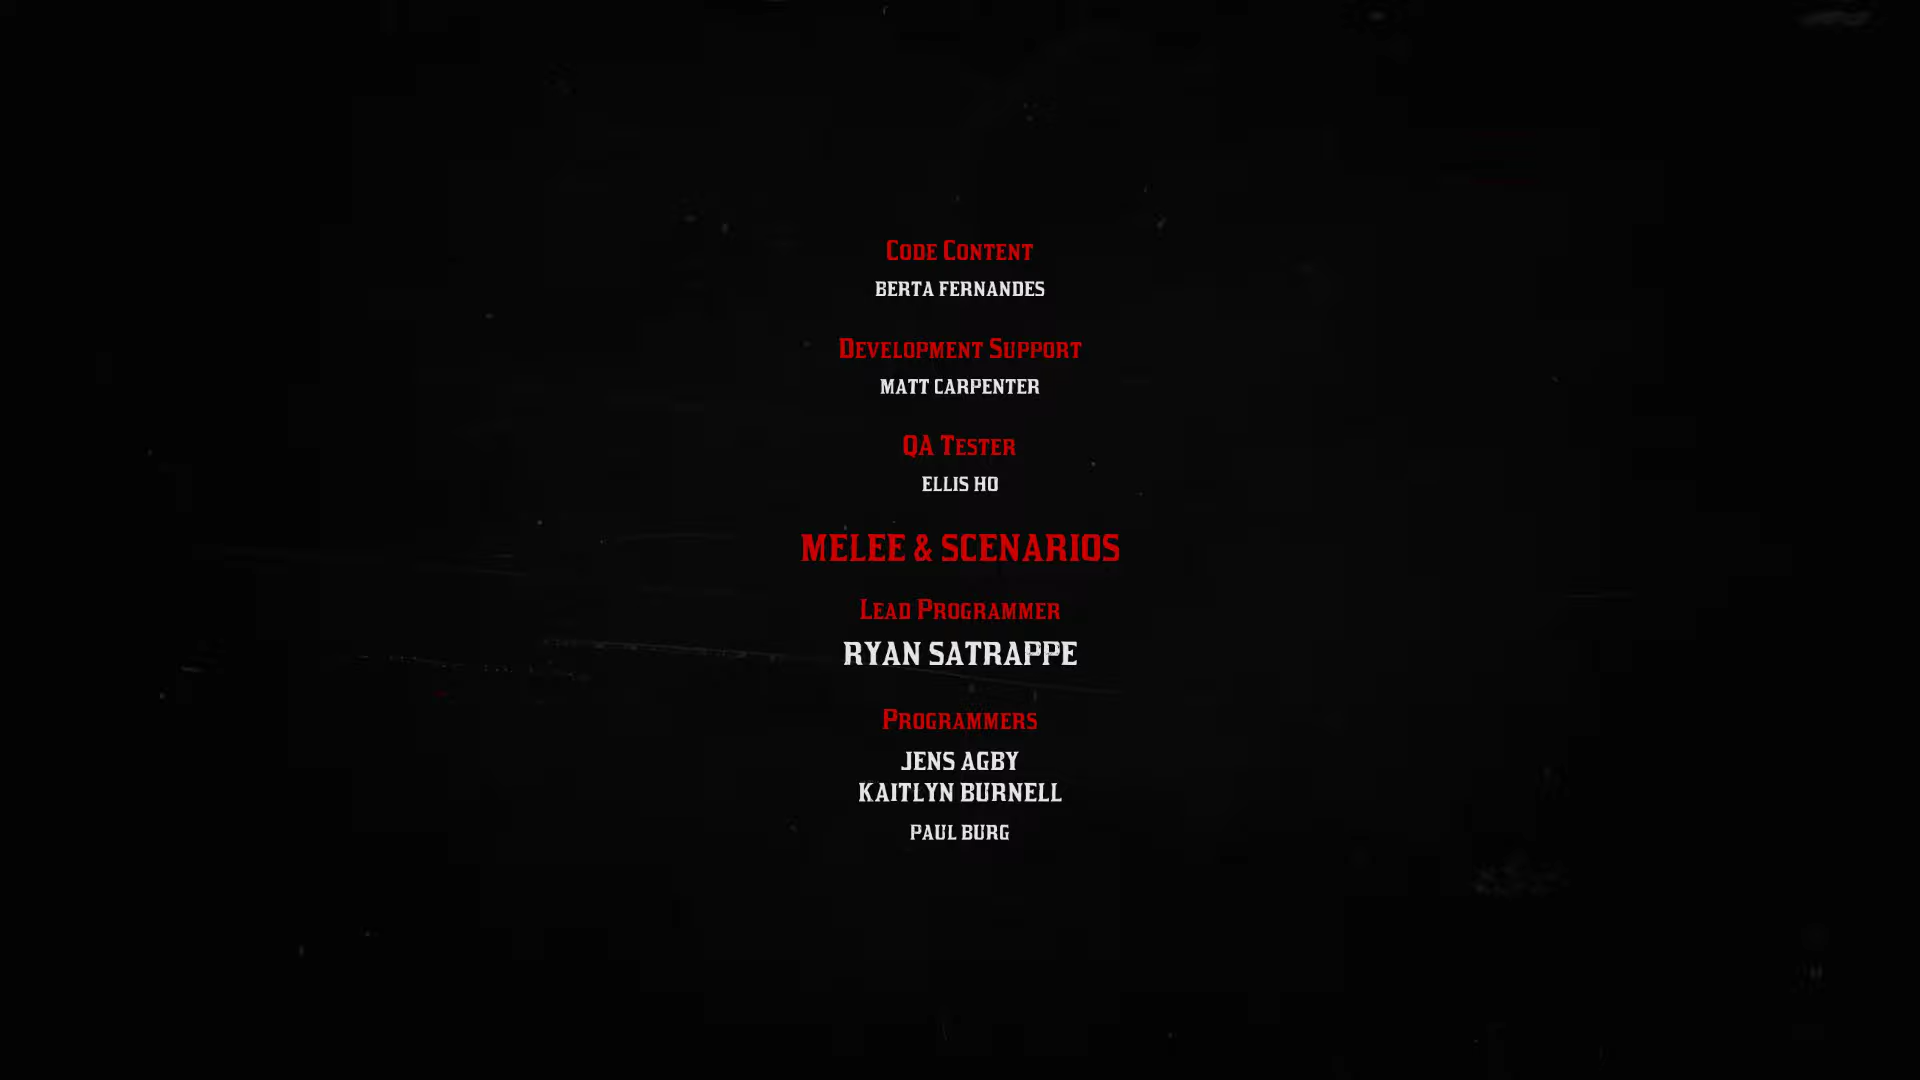 Code Content
BERTA FERNANDES
Development Support
MATT CARPENTER
QA Tester
ELLIS HO
MELEE & SCENARIOS
Lead Programmer
RYAN SATRAPPE
Programmers
JENS AGBY
KAITLYN BURNELL
PAUL BURG